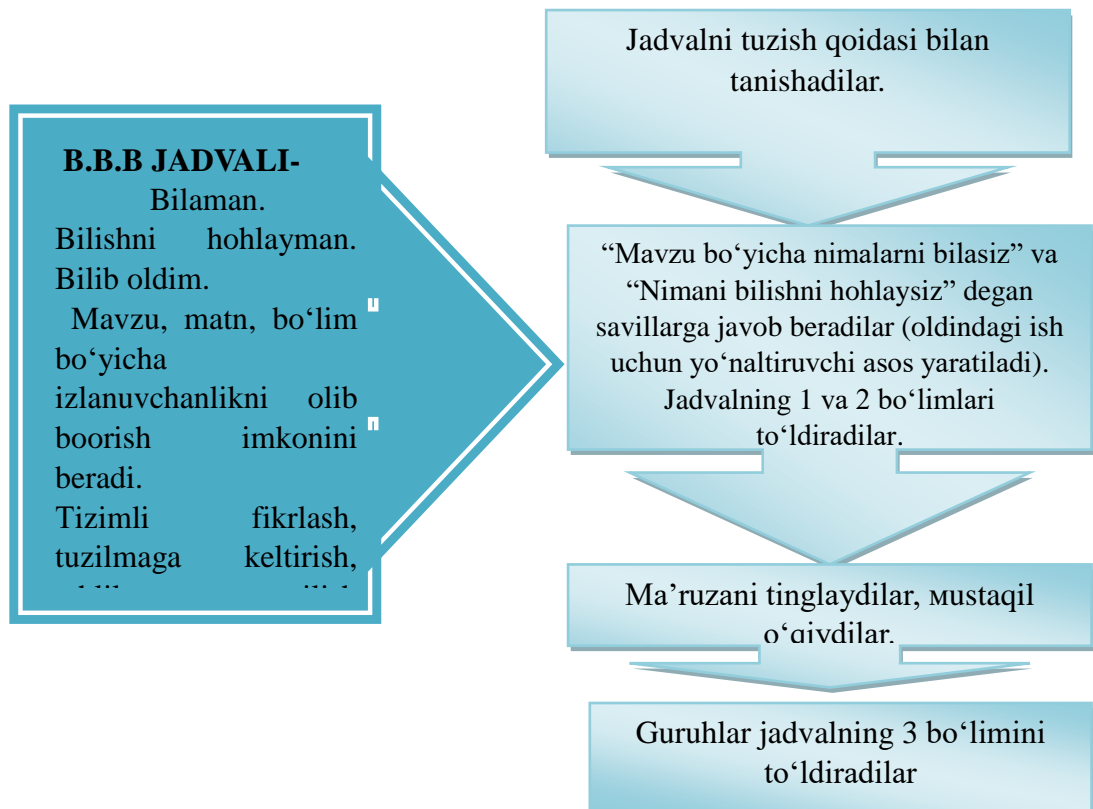 B.B.B JADVALI-
Bilaman.
Bilishni hohlayman.
Bilib oldim.
Mavzu, matn, bo‘lim
bo‘yicha
izlanuvchanlikni olib
boorish imkonini
beradi.
Tizimli fikrlash,
tuzilmaga keltirish,
Jadvalni tuzish qoidasi bilan
tanishadilar.
“Mavzu bo‘yicha nimalarni bilasiz” va
“Nimani bilishni hohlaysiz” degan
savillarga javob beradilar (oldindagi ish
uchun yo‘naltiruvchi asos yaratiladi).
Jadvalning 1 va 2 bo‘limlari
to‘ldiradilar.
Ma’ruzani tinglaydilar, мustaqil
o‘qiydilar.
Guruhlar jadvalning 3 bo‘limini
to‘ldiradilar